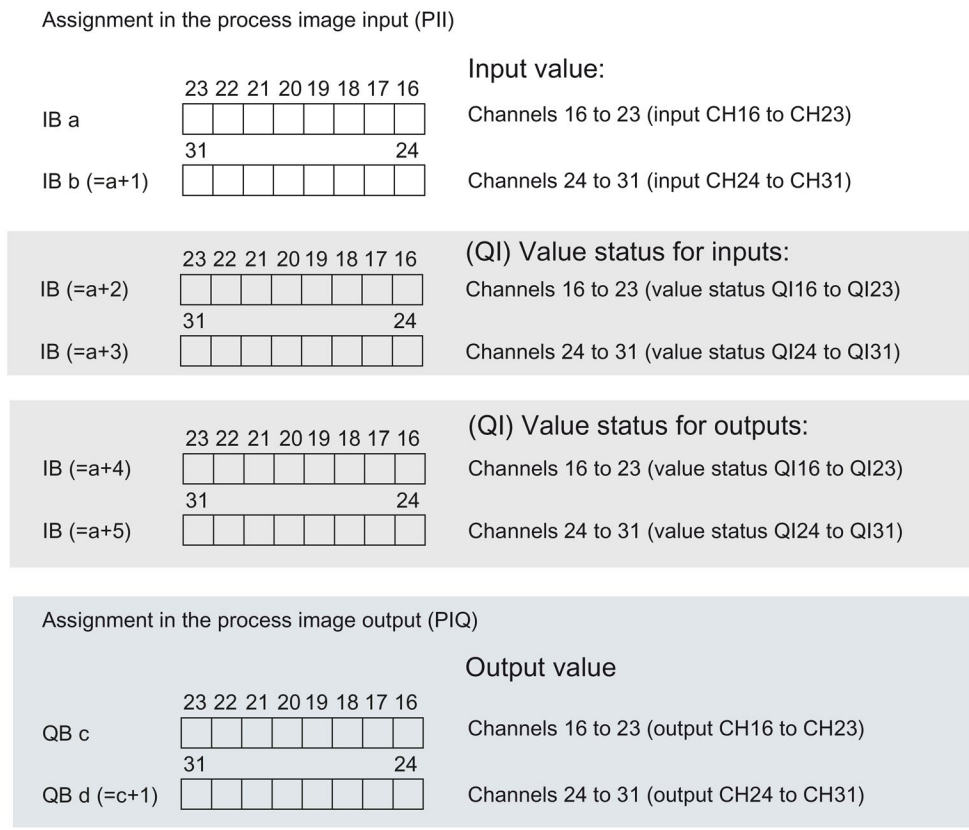 Assignment in the process image input (PII)
Input value:
23 22 21 20 19 18 17 16
IB a
Channels 16 to 23 (input CH16 to CH23)
31 24
IB b (=a+1)
Channels 24 to 31 (input CH24 to CH31)
(QI) Value status for inputs:
23 22 21 20 19 18 17 16
IB (=a+2)
Channels 16 to 23 (value status QI16 to QI23)
31 24
IB (=a+3)
Channels 24 to 31 (value status QI24 to QI31)
(QI) Value status for outputs:
23 22 21 20 19 18 17 16
IB (=a+4)
Channels 16 to 23 (value status QI16 to QI23)
31 24
IB (=a+5)
Channels 24 to 31 (value status QI24 to QI31)
Assignment in the process image output (PIQ)
Output value
23 22 21 20 19 18 17 16
QB c
Channels 16 to 23 (output CH16 to CH23)
31 24
QB d (=c+1)
Channels 24 to 31 (output CH24 to CH31)